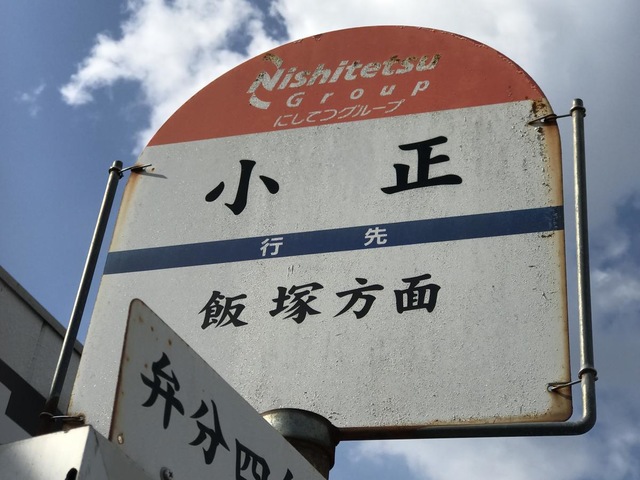 Nishitetsu
Group
にしてつグループ
小正
行先
飯塚方面
弁分四